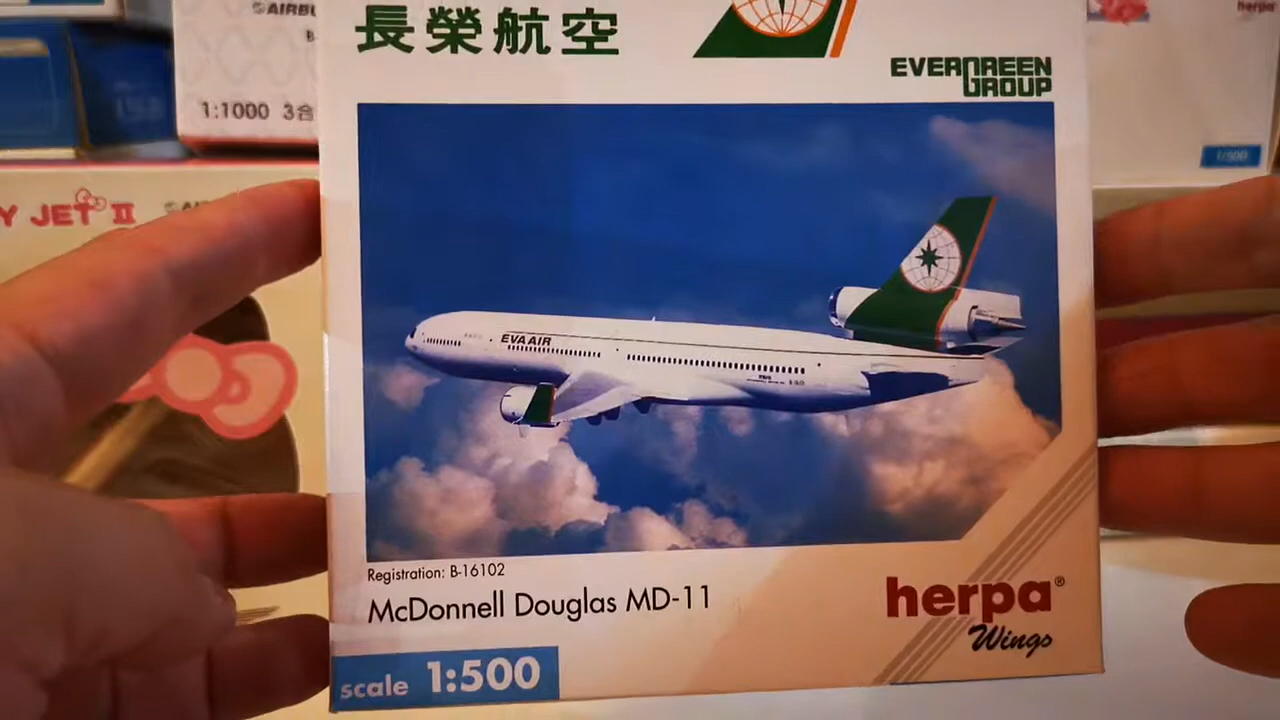 長榮航空
EVERGREEN
GROUP
EVA AIR
Registration: B-16102
McDonnell Douglas MD-11
herpa®
Wings
scale 1:500
AIRBU
1:1000 3合
Y JET II
herpa
1/500